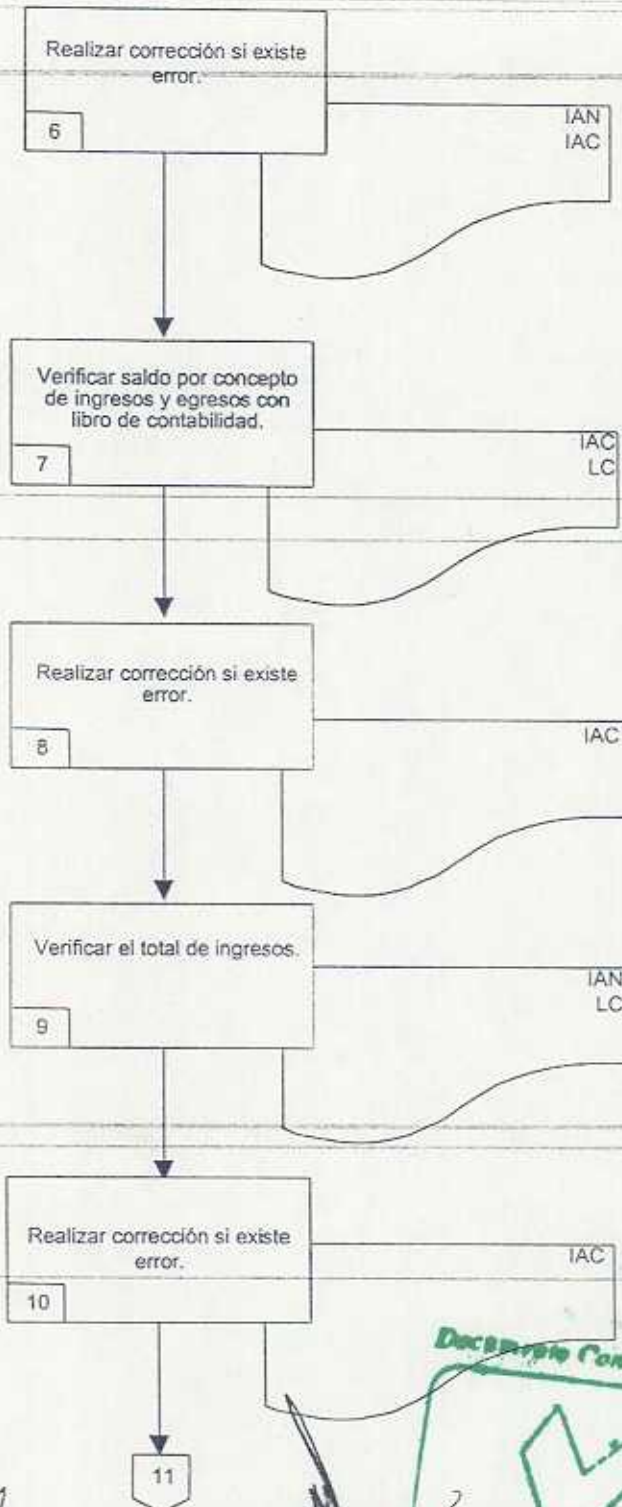 Realizar corrección si existe
error.
6
IAN
IAC
Verificar saldo por concepto
de ingresos y egresos con
libro de contabilidad.
7
IAC
LC
Realizar corrección si existe
error.
8
IAC
Verificar el total de ingresos.
9
IAN
LC
Realizar corrección si existe
error.
10
IAC
Documento
11